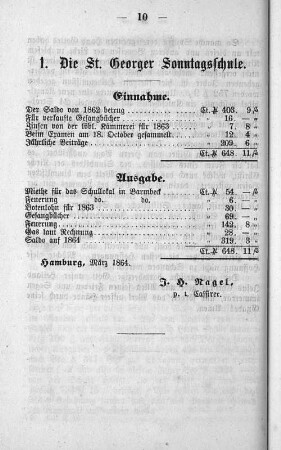 — 10 —
1. Die St. Georger Sonntagsschule.
Einnahme.
Der Saldo von 1862 betrug Ct.₰ 403. 9 ß
Für verkaufte Gesangbücher „ 16. — „
Zinsen von der löbl. Kämmerei für 1863 „ 7. 8 „
Beim Examen am 18. October gesammelt „ 12. 4 „
Jährliche Beiträge „ 209. 6 „
Ct.₰ 648. 11 ß
Ausgabe.
Miethe für das Schullokal in Barmbeck Ct.₰ 54. — „
Feuerung do. do. „ 6. — „
Botenlohn für 1863 „ 30. — „
Gesangbücher „ 69. — „
Feuerung „ 142. 8 „
Gas laut Rechnung „ 28. — „
Saldo auf 1864 „ 319. 3 „
Ct.₰ 648. 11 ß
Hamburg, März 1864.
J. H. Nagel,
p. t. Cassirer.